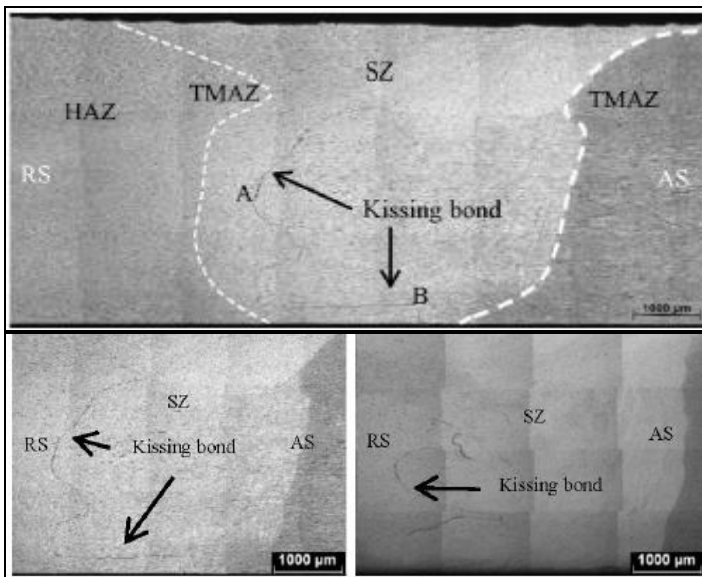 SZ
TMAZ
TMAZ
HAZ
RS
AS
A
Kissing bond
B
1000 µm
SZ
RS
AS
Kissing bond
1000 µm
SZ
RS
AS
Kissing bond
1000 µm